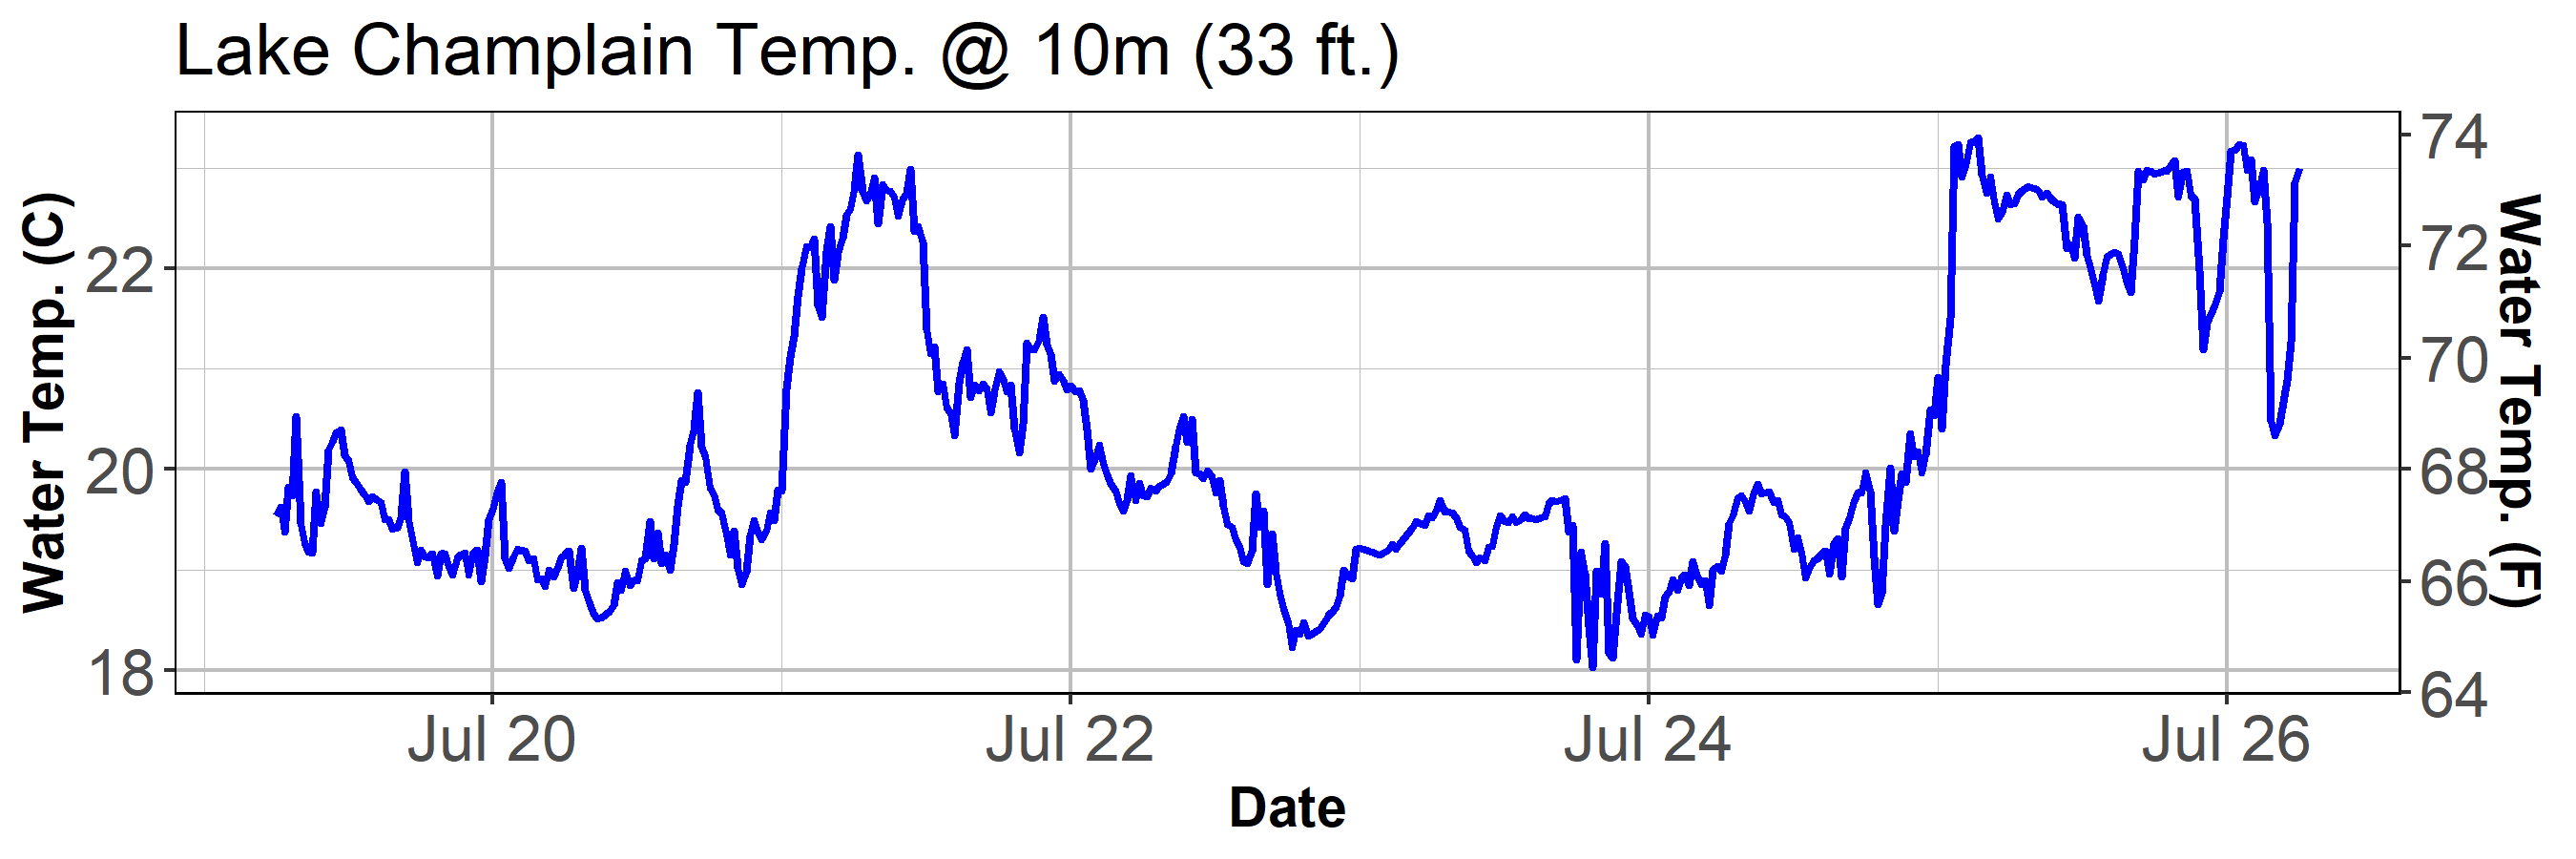 Lake Champlain Temp. @ 10m (33 ft.)
Water Temp. (C)
22
20
18
74
72
70
68
66
64
Water Temp. (F)
Jul 20
Jul 22
Jul 24
Jul 26
Date